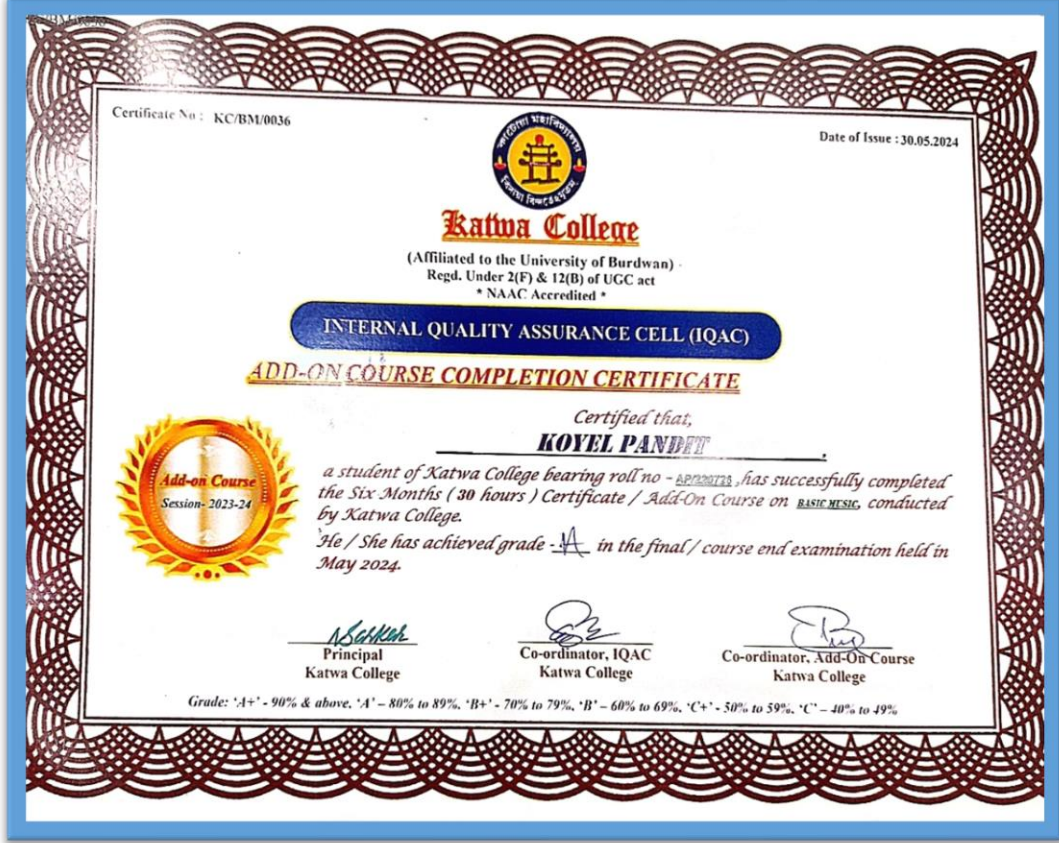 Certificate No : KC/BM/0036
Date of Issue : 30.05.2024
কাটোয়া মহাবিদ্যালয়
Katwa College
(Affiliated to the University of Burdwan)
Regd. Under 2(F) & 12(B) of UGC act
* NAAC Accredited *
INTERNAL QUALITY ASSURANCE CELL (IQAC)
ADD-ON COURSE COMPLETION CERTIFICATE
Certified that,
KOYEL PANDIT
a student of Katwa College bearing roll no - , has successfully completed
the Six Months ( 30 hours ) Certificate / Add-On Course on BASIC MUSIC, conducted
by Katwa College.
He / She has achieved grade - A in the final / course end examination held in
May 2024.
Add-on Course
Session- 2023-24
Principal
Katwa College
Co-ordinator, IQAC
Katwa College
Co-ordinator, Add-On Course
Katwa College
Grade: 'A+' - 90% & above, 'A' – 80% to 89%, 'B+' - 70% to 79%, 'B' – 60% to 69%, 'C+' - 50% to 59%, 'C' – 40% to 49%